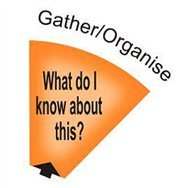 Gather/Organise
What do I
know about
this?